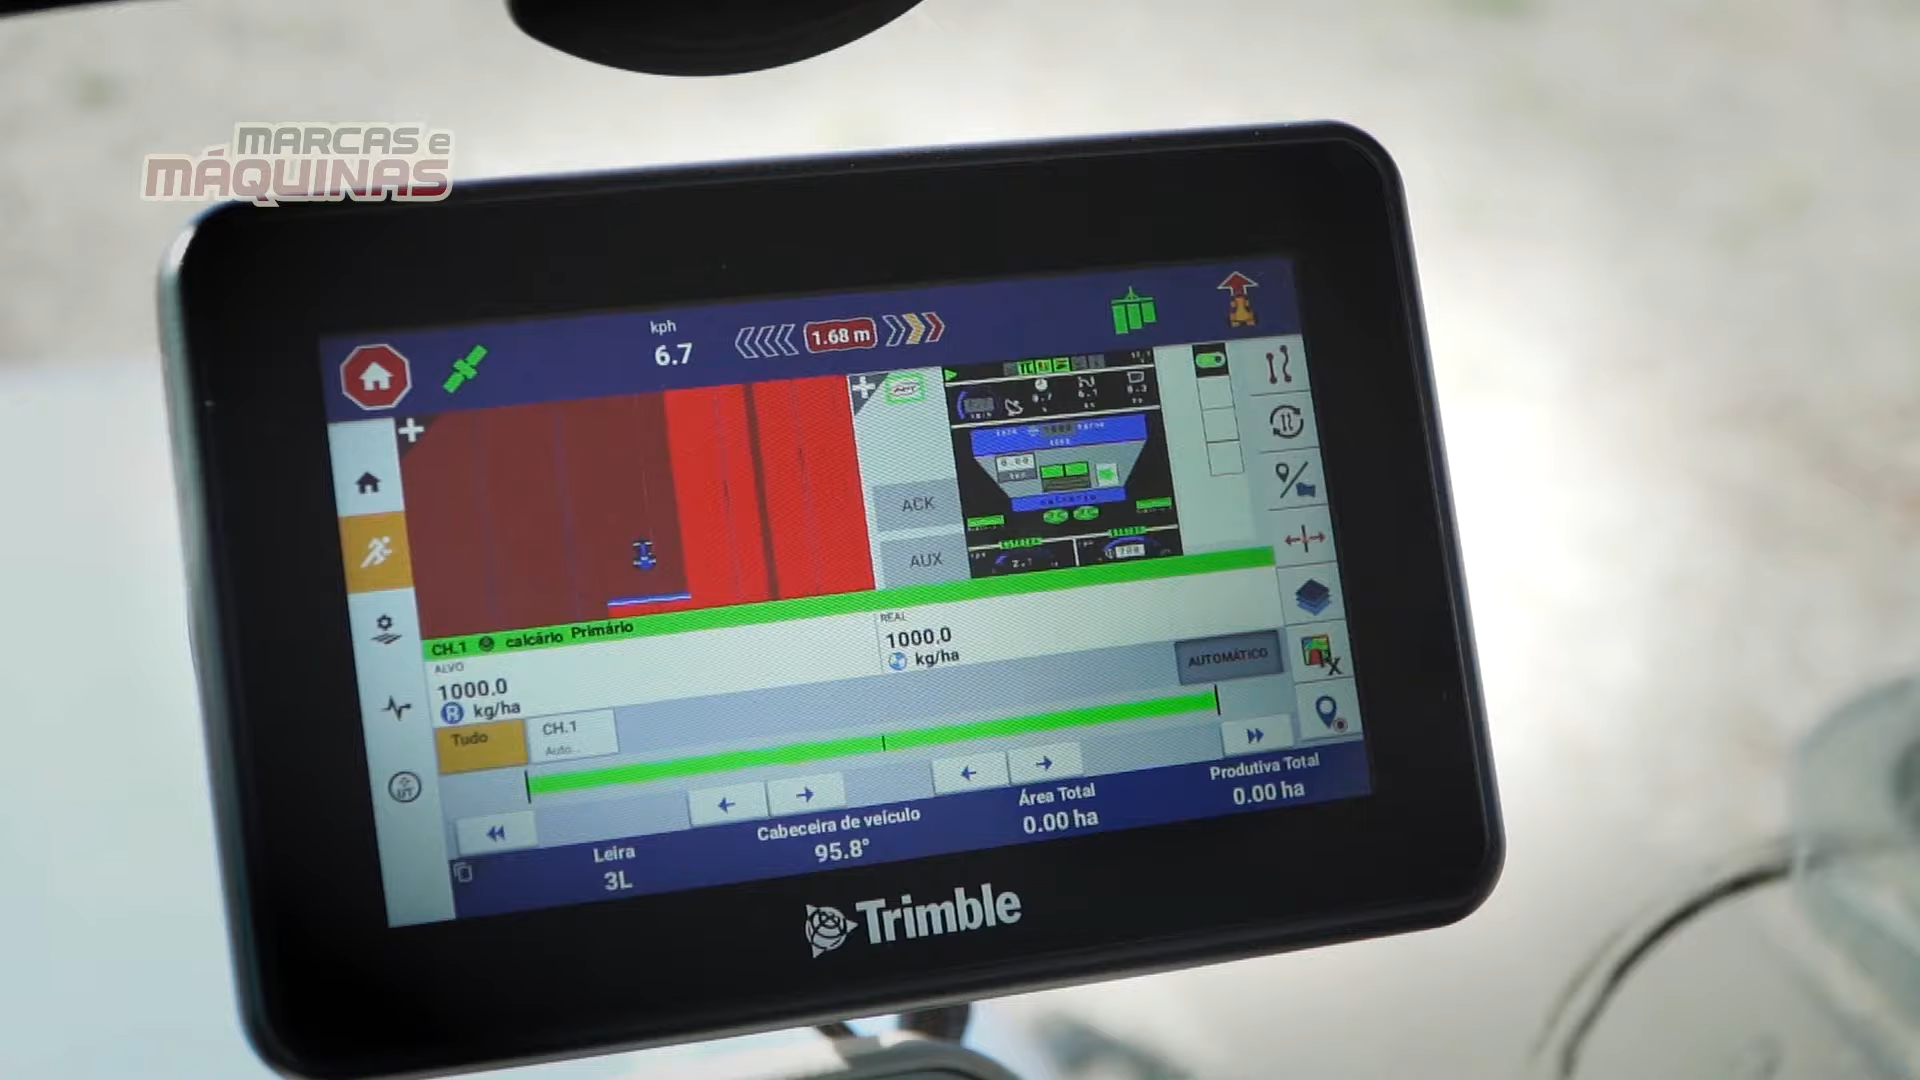 MARCAS e
MÁQUINAS
kph
6.7
1.68 m
ACK
AUX
CH.1 calcário Primário
ALVO
1000.0
R kg/ha
REAL
1000.0
kg/ha
AUTOMÁTICO
Tudo
CH.1
Auto...
Leira
3L
Cabeceira de veículo
95.8°
Área Total
0.00 ha
Produtiva Total
0.00 ha
Trimble